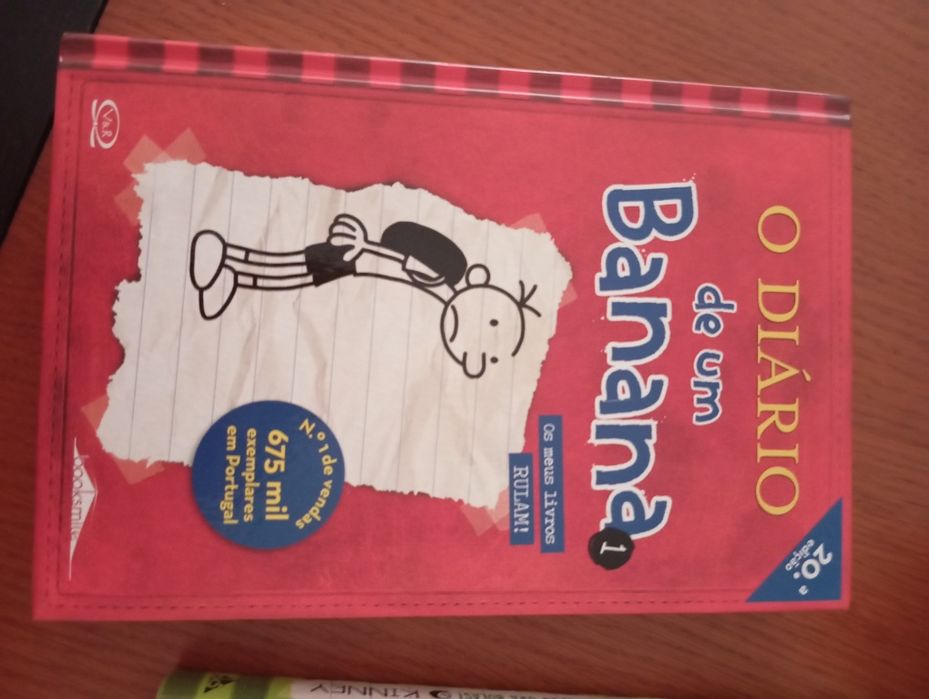 20.ª
edição
O DIÁRIO
de um
Banana
1
Os meus livros
RULAM!
N.º 1 de vendas
675 mil
exemplares
em Portugal
V&R
booksmile
KINNEY